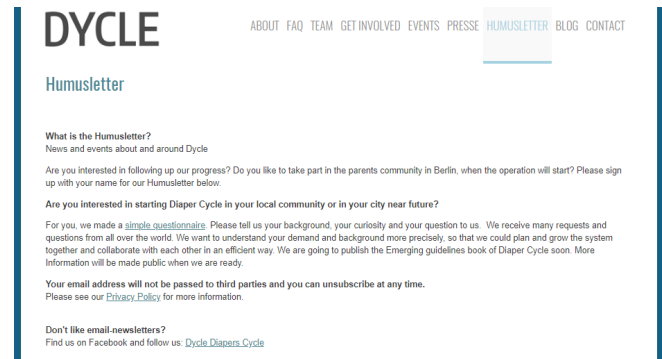 DYCLE
ABOUT FAQ TEAM GET INVOLVED EVENTS PRESSE HUMUSLETTER BLOG CONTACT
Humusletter
What is the Humusletter?
News and events about and around Dycle
Are you interested in following up our progress? Do you like to take part in the parents community in Berlin, when the operation will start? Please sign
up with your name for our Humusletter below.
Are you interested in starting Diaper Cycle in your local community or in your city near future?
For you, we made a simple questionnaire. Please tell us your background, your curiosity and your question to us. We receive many requests and
questions from all over the world. We want to understand your demand and background more precisely, so that we could plan and grow the system
together and collaborate with each other in an efficient way. We are going to publish the Emerging guidelines book of Diaper Cycle soon. More
Information will be made public when we are ready.
Your email address will not be passed to third parties and you can unsubscribe at any time.
Please see our Privacy Policy for more information.
Don't like email-newsletters?
Find us on Facebook and follow us: Dycle Diapers Cycle